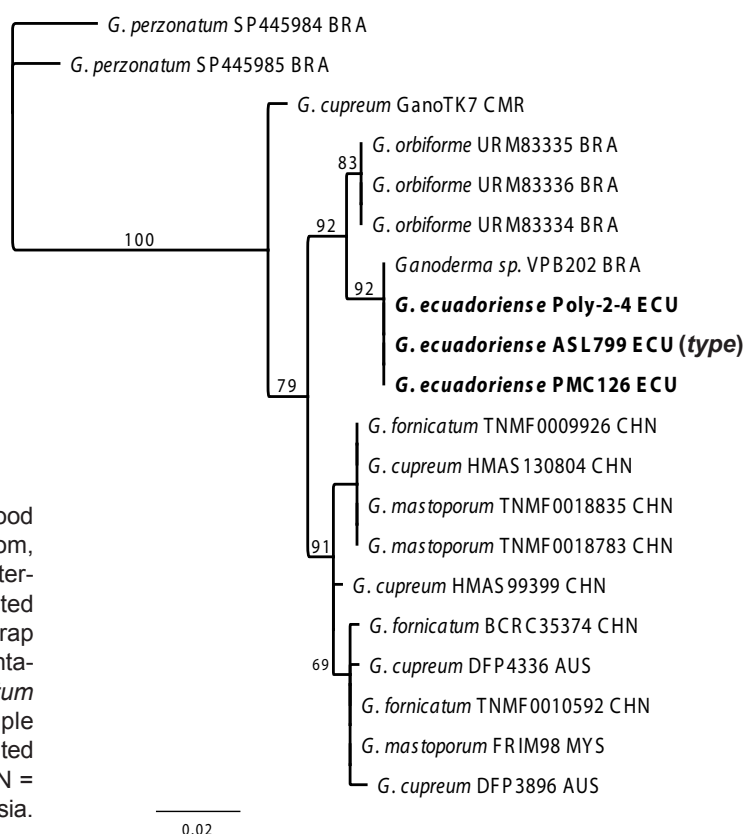 G. perzonatum SP445984 BRA
G. perzonatum SP445985 BRA
G. cupreum GanoTK7 CMR
G. orbiforme URM83335 BRA
83
G. orbiforme URM83336 BRA
G. orbiforme URM83334 BRA
92
100
Ganoderma sp. VPB202 BRA
92
G. ecuadoriense Poly-2-4 ECU
G. ecuadoriense ASL799 ECU (type)
G. ecuadoriense PMC126 ECU
79
G. fornicatum TNMF0009926 CHN
G. cupreum HMAS130804 CHN
G. mastoporum TNMF0018835 CHN
G. mastoporum TNMF0018783 CHN
91
G. cupreum HMAS99399 CHN
G. fornicatum BCRC35374 CHN
69
G. cupreum DFP4336 AUS
G. fornicatum TNMF0010592 CHN
G. mastoporum FRIM98 MYS
G. cupreum DFP3896 AUS
ood
om,
ter-
ted
rap
nta-
rum
ple
ted
N =
sia.
0.02